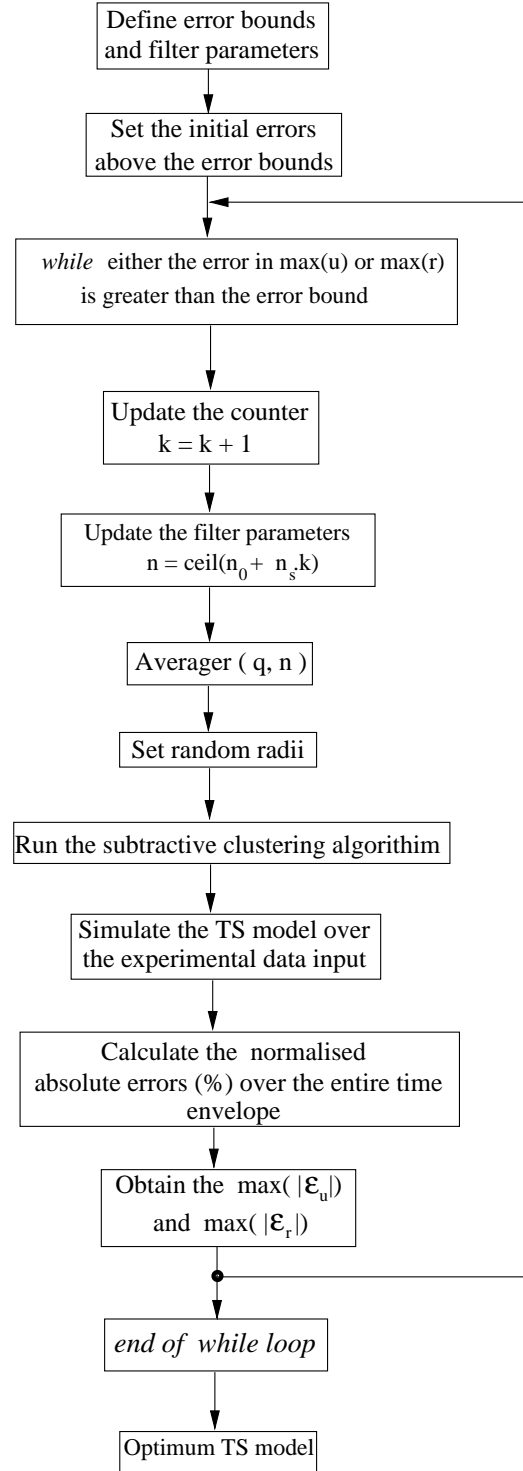 Define error bounds
and filter parameters
Set the initial errors
above the error bounds
while either the error in max(u) or max(r)
is greater than the error bound
Update the counter
k = k + 1
Update the filter parameters
n = ceil(n₀ + nₛ.k)
Averager ( q, n )
Set random radii
Run the subtractive clustering algorithim
Simulate the TS model over
the experimental data input
Calculate the normalised
absolute errors (%) over the entire time
envelope
Obtain the max( |ε_u|)
and max( |ε_r|)
end of while loop
Optimum TS model